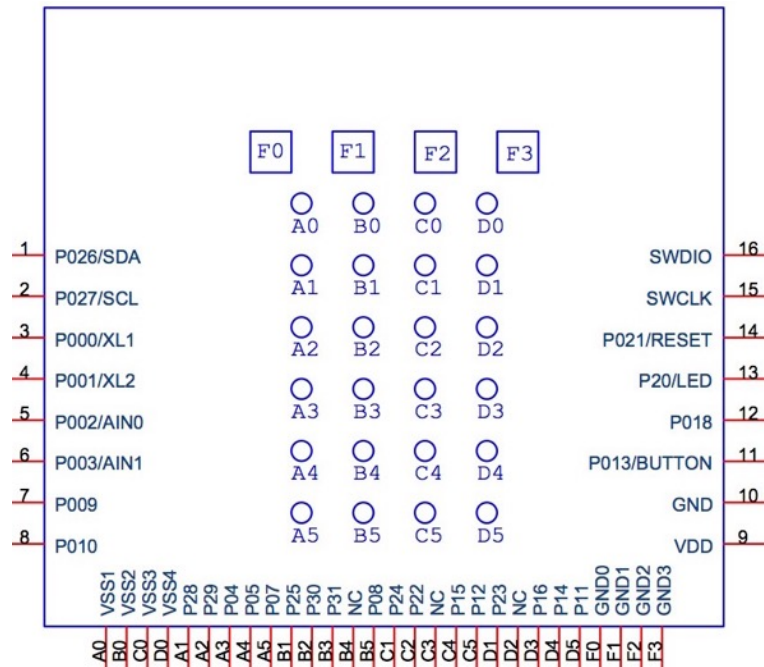 F0 F1 F2 F3
A0 B0 C0 D0
1 P026/SDA SWDIO 16
A1 B1 C1 D1
2 P027/SCL SWCLK 15
3 P000/XL1 P021/RESET 14
A2 B2 C2 D2
4 P001/XL2 P20/LED 13
A3 B3 C3 D3
5 P002/AIN0 P018 12
6 P003/AIN1 P013/BUTTON 11
A4 B4 C4 D4
7 P009 GND 10
A5 B5 C5 D5
8 P010 VDD 9
VSS1 VSS2 VSS3 VSS4 P28 P29 P04 P05 P07 P25 P30 P31 NC P08 P24 P22 NC P15 P12 P23 NC P16 P14 P11 GND0 GND1 GND2 GND3
A0 B0 C0 D0 A1 A2 A3 A4 A5 B1 B2 B3 B4 B5 C1 C2 C3 C4 C5 D1 D2 D3 D4 D5 F0 F1 F2 F3